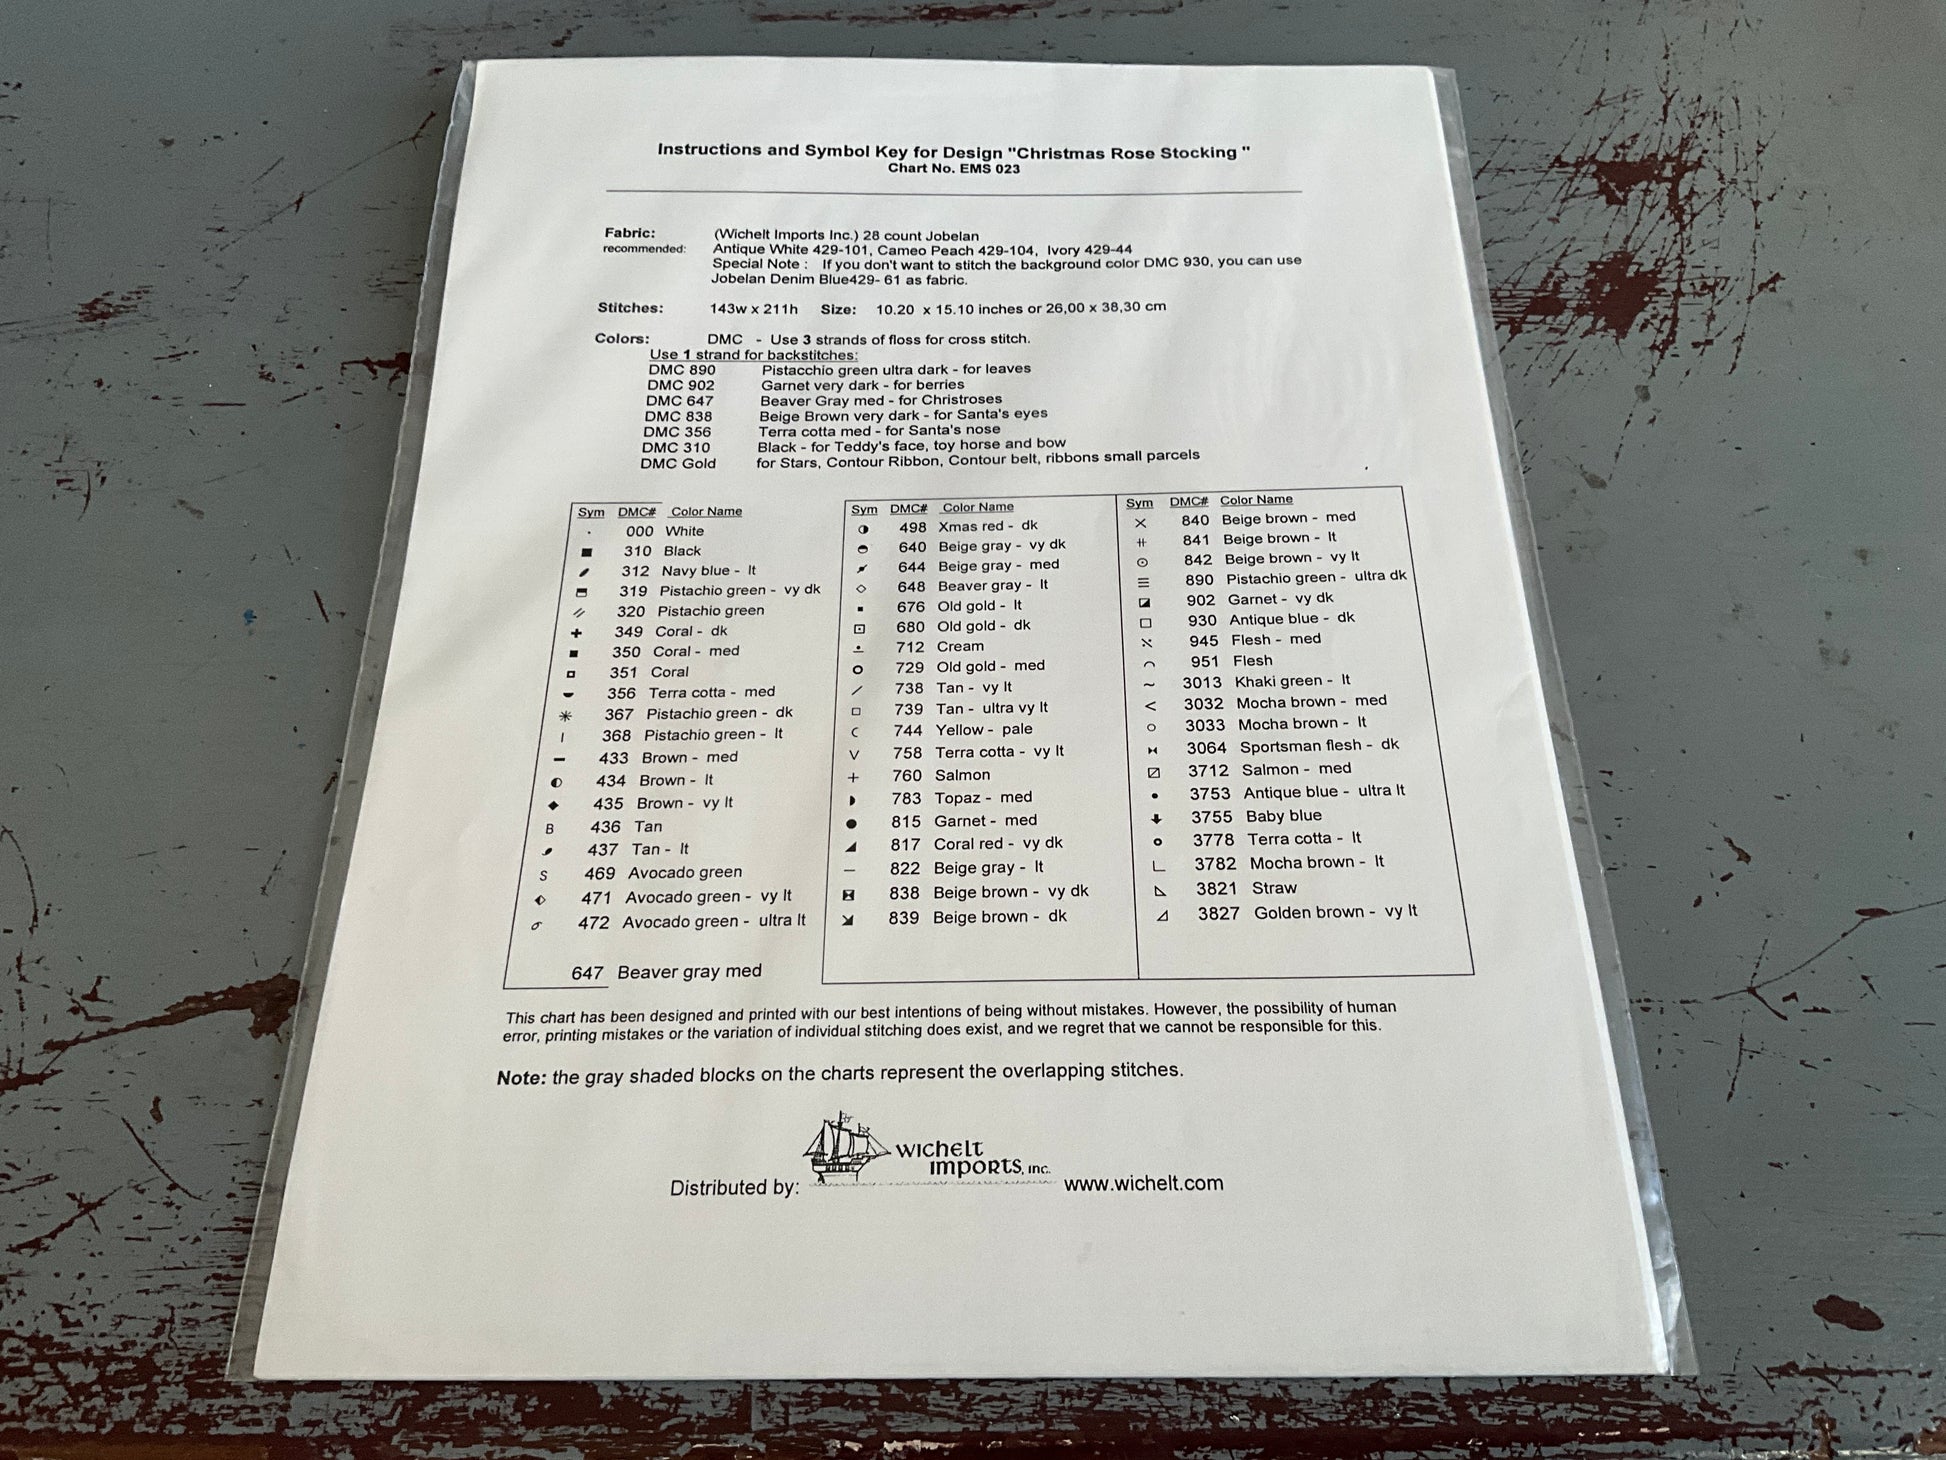 Instructions and Symbol Key for Design "Christmas Rose Stocking "
Chart No. EMS 023
Fabric: (Wichelt Imports Inc.) 28 count Jobelan
recommended: Antique White 429-101, Cameo Peach 429-104, Ivory 429-44
Special Note : If you don't want to stitch the background color DMC 930, you can use
Jobelan Denim Blue429- 61 as fabric.
Stitches: 143w x 211h Size: 10.20 x 15.10 inches or 26,00 x 38,30 cm
Colors: DMC - Use 3 strands of floss for cross stitch.
Use 1 strand for backstitches:
DMC 890 Pistacchio green ultra dark - for leaves
DMC 902 Garnet very dark - for berries
DMC 647 Beaver Gray med - for Christroses
DMC 838 Beige Brown very dark - for Santa's eyes
DMC 356 Terra cotta med - for Santa's nose
DMC 310 Black - for Teddy's face, toy horse and bow
DMC Gold for Stars, Contour Ribbon, Contour belt, ribbons small parcels
Sym DMC# Color Name
000 White
310 Black
312 Navy blue - lt
319 Pistachio green - vy dk
320 Pistachio green
349 Coral - dk
350 Coral - med
351 Coral
356 Terra cotta - med
367 Pistachio green - dk
368 Pistachio green - lt
433 Brown - med
434 Brown - lt
435 Brown - vy lt
B 436 Tan
437 Tan - lt
S 469 Avocado green
471 Avocado green - vy lt
472 Avocado green - ultra lt
647 Beaver gray med
Sym DMC# Color Name
498 Xmas red - dk
640 Beige gray - vy dk
644 Beige gray - med
648 Beaver gray - lt
676 Old gold - lt
680 Old gold - dk
712 Cream
729 Old gold - med
738 Tan - vy lt
739 Tan - ultra vy lt
744 Yellow - pale
758 Terra cotta - vy lt
760 Salmon
783 Topaz - med
815 Garnet - med
817 Coral red - vy dk
822 Beige gray - lt
838 Beige brown - vy dk
839 Beige brown - dk
Sym DMC# Color Name
840 Beige brown - med
841 Beige brown - lt
842 Beige brown - vy lt
890 Pistachio green - ultra dk
902 Garnet - vy dk
930 Antique blue - dk
945 Flesh - med
951 Flesh
3013 Khaki green - lt
3032 Mocha brown - med
3033 Mocha brown - lt
3064 Sportsman flesh - dk
3712 Salmon - med
3753 Antique blue - ultra lt
3755 Baby blue
3778 Terra cotta - lt
3782 Mocha brown - lt
3821 Straw
3827 Golden brown - vy lt
This chart has been designed and printed with our best intentions of being without mistakes. However, the possibility of human
error, printing mistakes or the variation of individual stitching does exist, and we regret that we cannot be responsible for this.
Note: the gray shaded blocks on the charts represent the overlapping stitches.
Wichelt
Imports, Inc.
Distributed by: www.wichelt.com